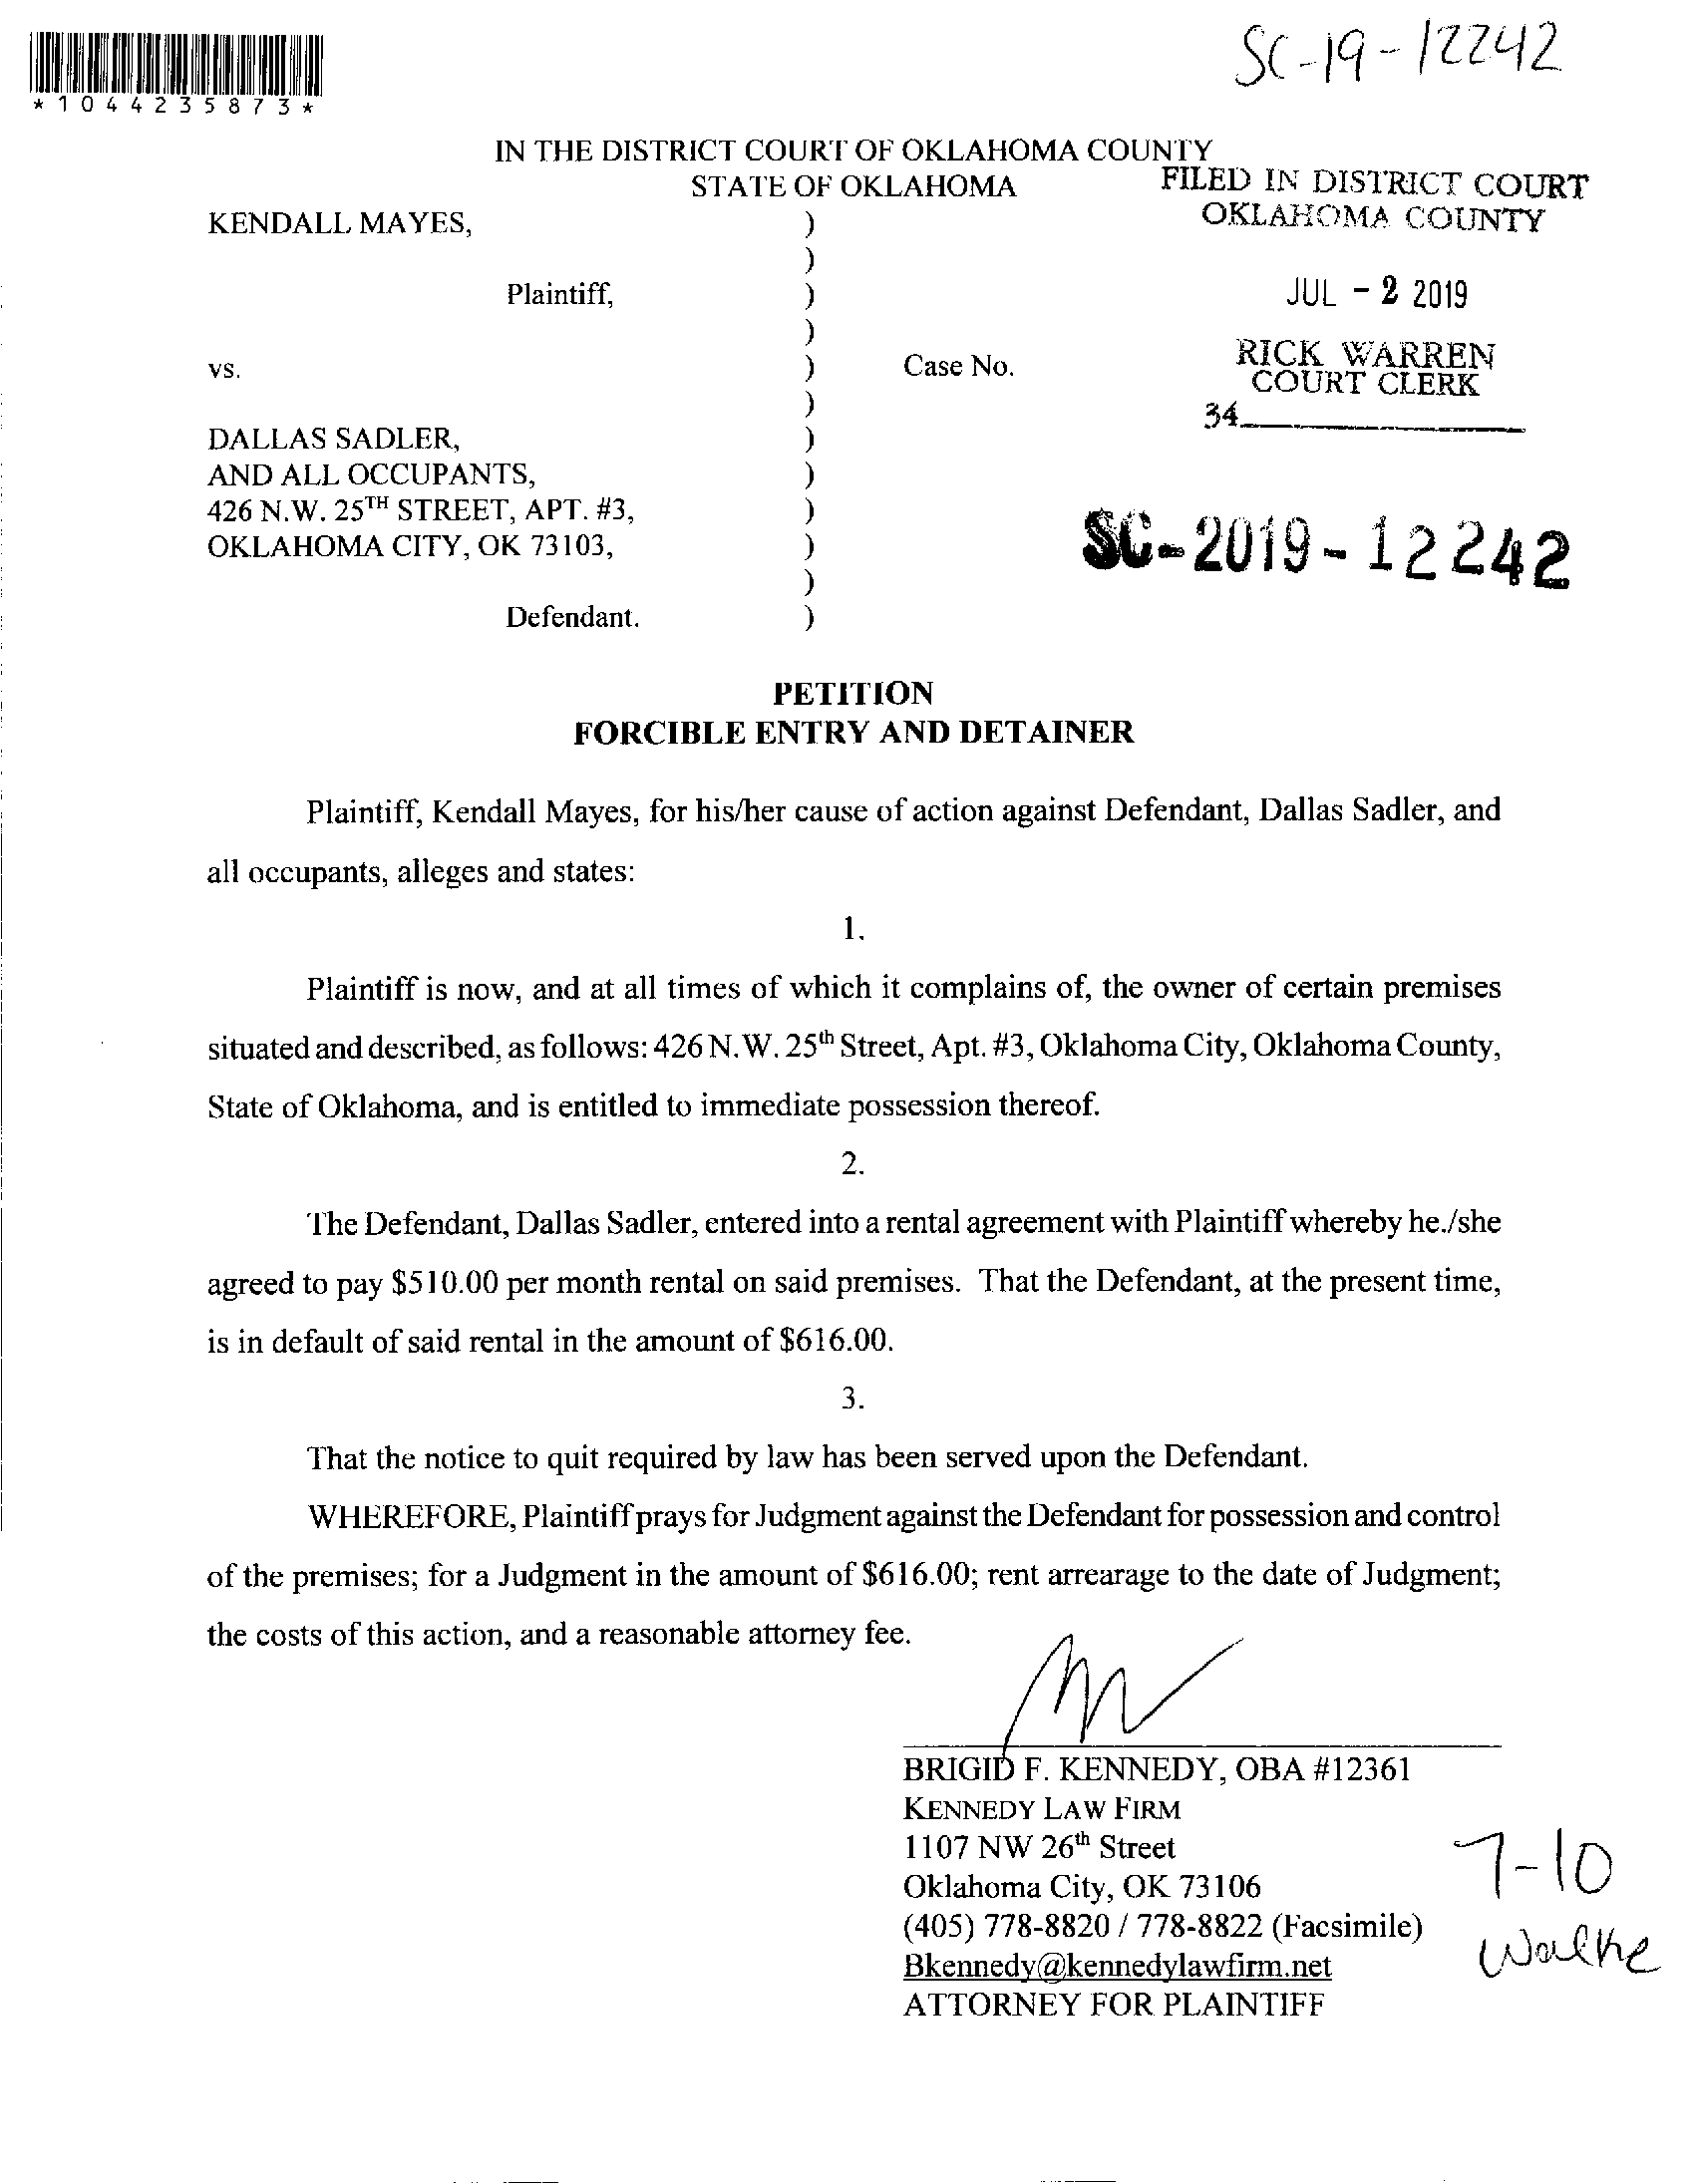 SC-19-12242
*1044235873*
IN THE DISTRICT COURT OF OKLAHOMA COUNTY
STATE OF OKLAHOMA
FILED IN DISTRICT COURT
OKLAHOMA COUNTY
JUL - 2 2019
RICK WARREN
COURT CLERK
34
KENDALL MAYES, )
)
Plaintiff, )
)
vs. ) Case No.
)
DALLAS SADLER, )
AND ALL OCCUPANTS, )
426 N.W. 25TH STREET, APT. #3, )
OKLAHOMA CITY, OK 73103, )
)
Defendant. )
SC-2019-12242
PETITION
FORCIBLE ENTRY AND DETAINER
Plaintiff, Kendall Mayes, for his/her cause of action against Defendant, Dallas Sadler, and
all occupants, alleges and states:
1.
Plaintiff is now, and at all times of which it complains of, the owner of certain premises
situated and described, as follows: 426 N.W. 25th Street, Apt. #3, Oklahoma City, Oklahoma County,
State of Oklahoma, and is entitled to immediate possession thereof.
2.
The Defendant, Dallas Sadler, entered into a rental agreement with Plaintiff whereby he./she
agreed to pay $510.00 per month rental on said premises. That the Defendant, at the present time,
is in default of said rental in the amount of $616.00.
3.
That the notice to quit required by law has been served upon the Defendant.
WHEREFORE, Plaintiff prays for Judgment against the Defendant for possession and control
of the premises; for a Judgment in the amount of $616.00; rent arrearage to the date of Judgment;
the costs of this action, and a reasonable attorney fee.
BRIGID F. KENNEDY, OBA #12361
KENNEDY LAW FIRM
1107 NW 26th Street
Oklahoma City, OK 73106
(405) 778-8820 / 778-8822 (Facsimile)
Bkennedy@kennedylawfirm.net
ATTORNEY FOR PLAINTIFF
7-10
Walke